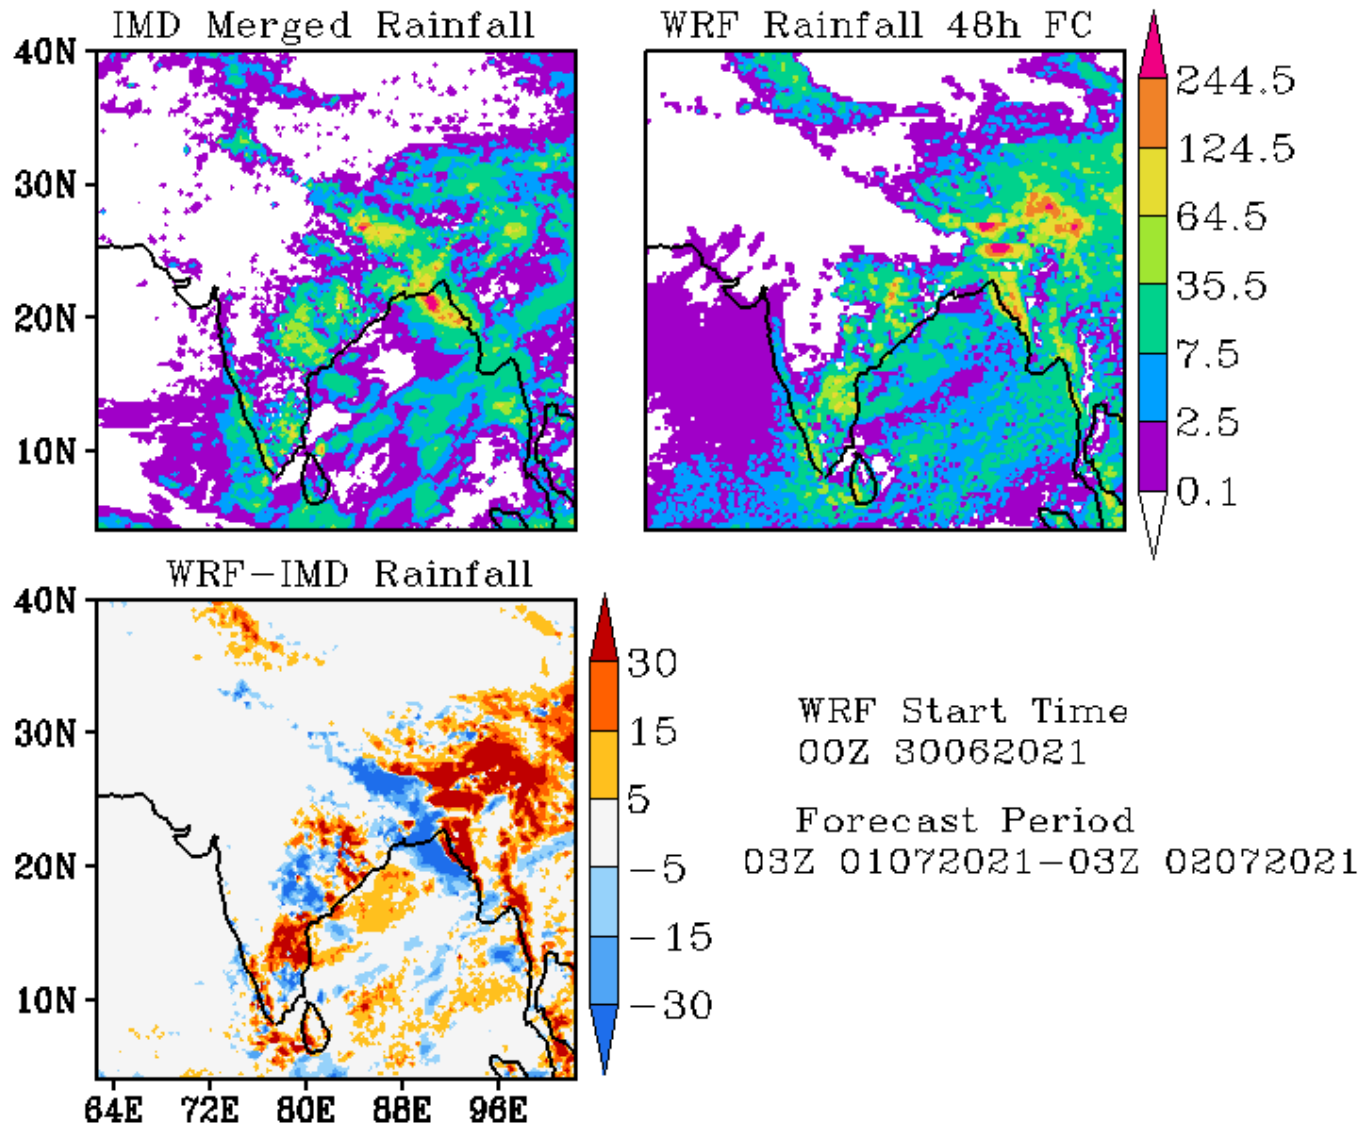 IMD Merged Rainfall
WRF Rainfall 48h FC
40N
30N
20N
10N
244.5
124.5
64.5
35.5
7.5
2.5
0.1
WRF-IMD Rainfall
40N
30N
20N
10N
64E 72E 80E 88E 96E
30
15
5
-5
-15
-30
WRF Start Time
00Z 30062021
Forecast Period
03Z 01072021-03Z 02072021